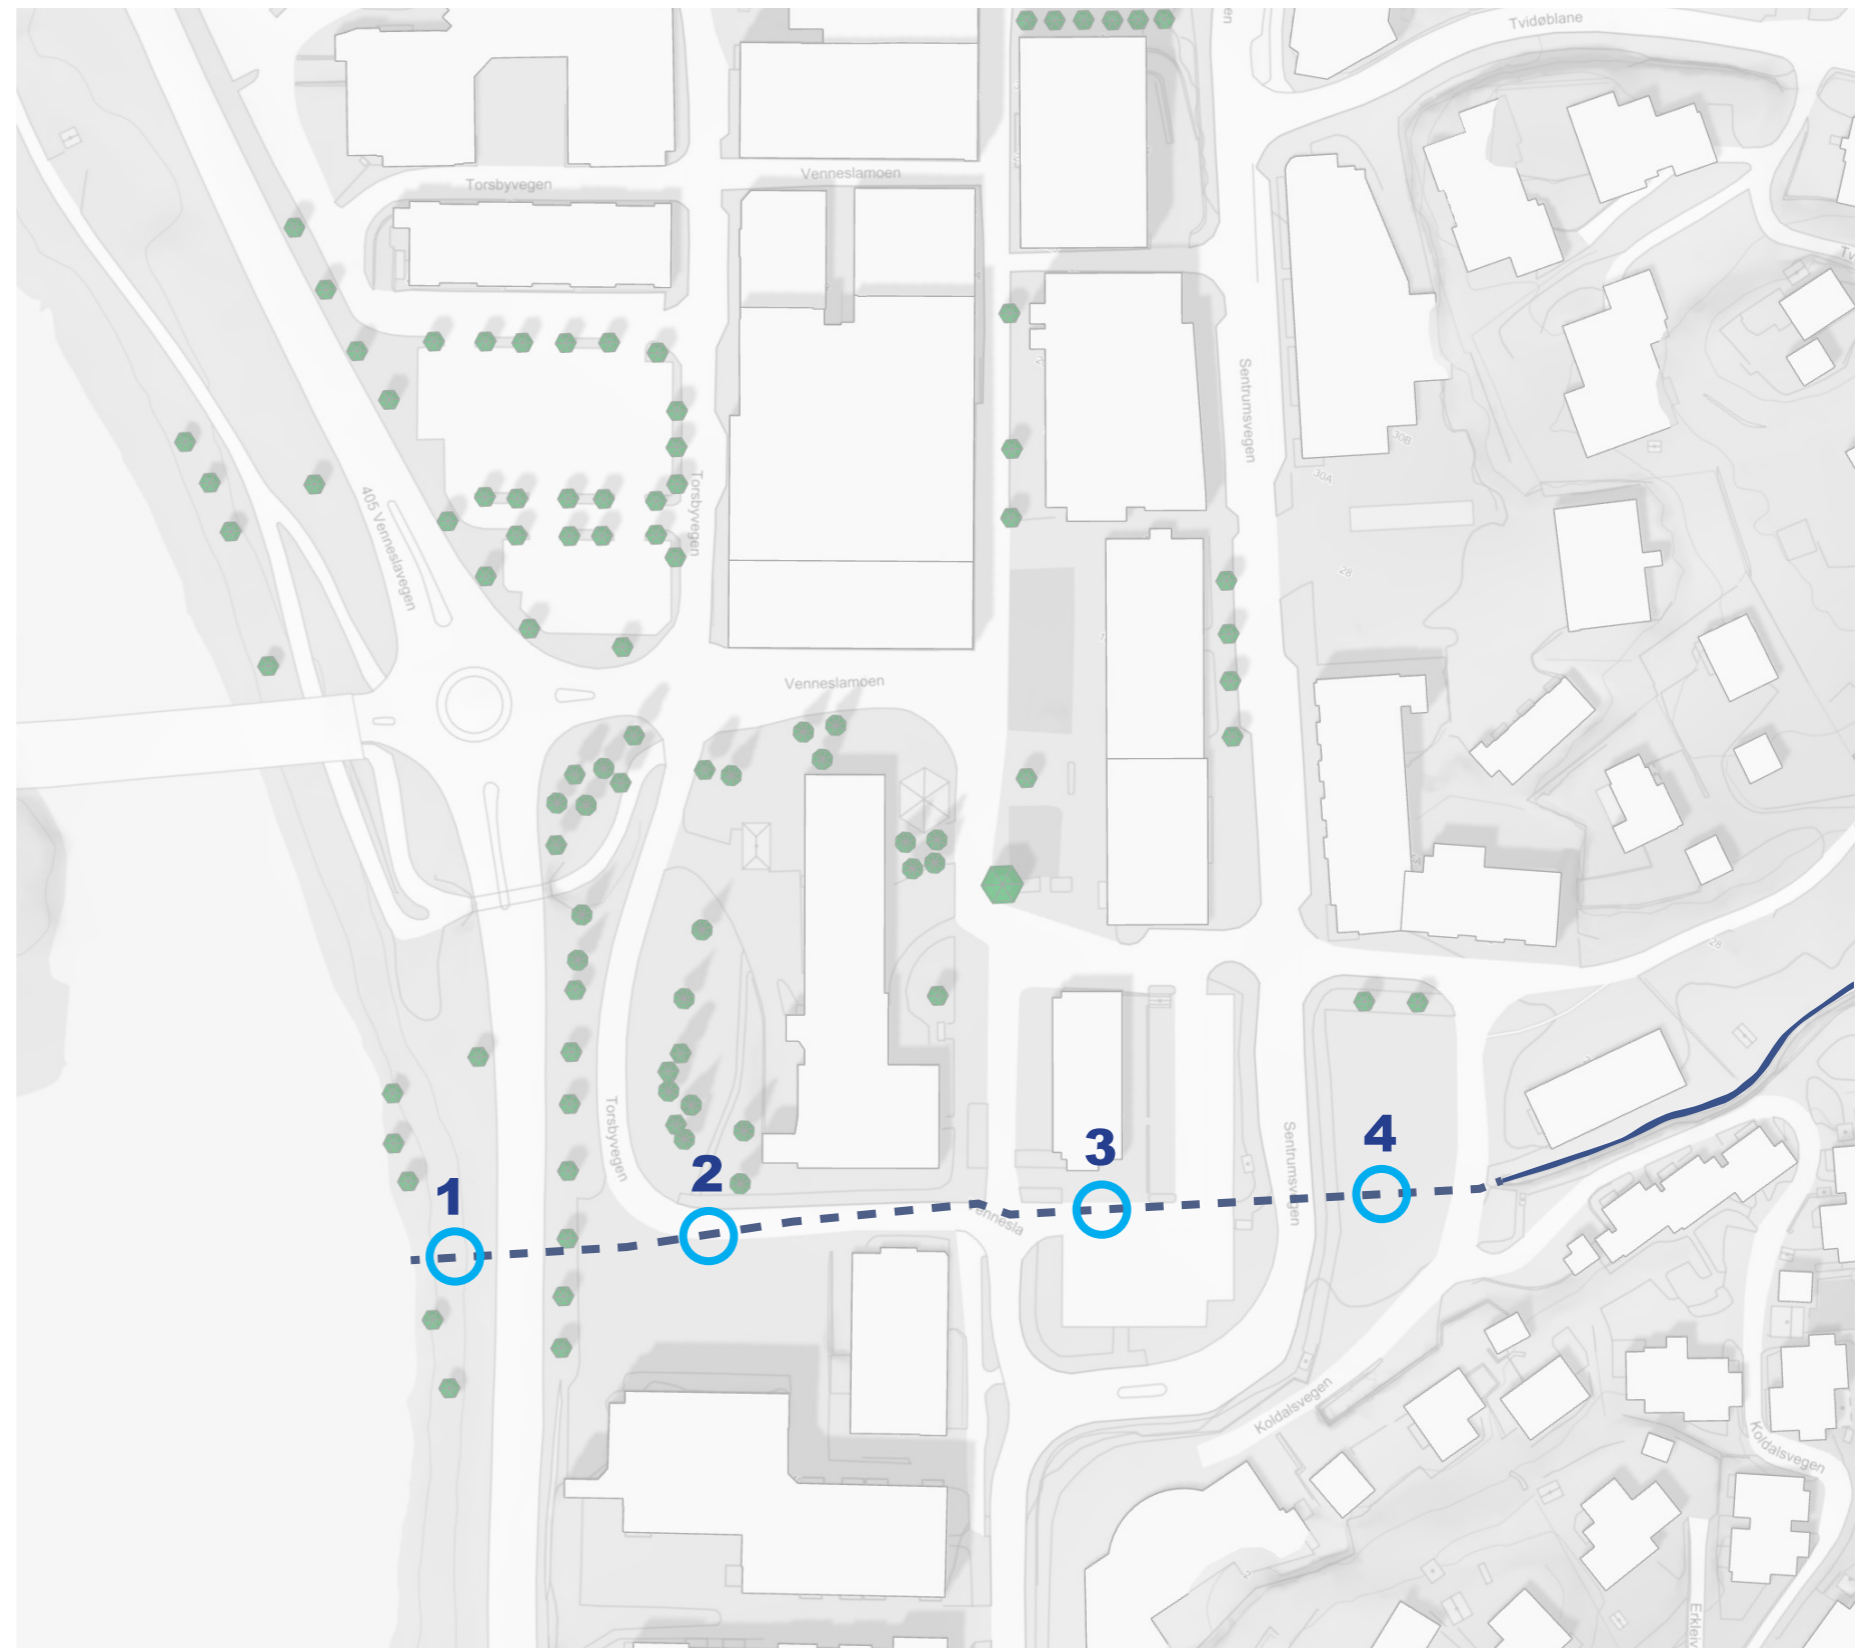 Tvidøblane
Venneslamoen
Torsbyvegen
30B
Sentrumsvegen
30A
Torsbyvegen
405 Venneslavegen
28
Venneslamoen
28
Torsbyvegen
Sentrumsvegen
1
2
3
4
Koldalsvegen
Koldalsvegen